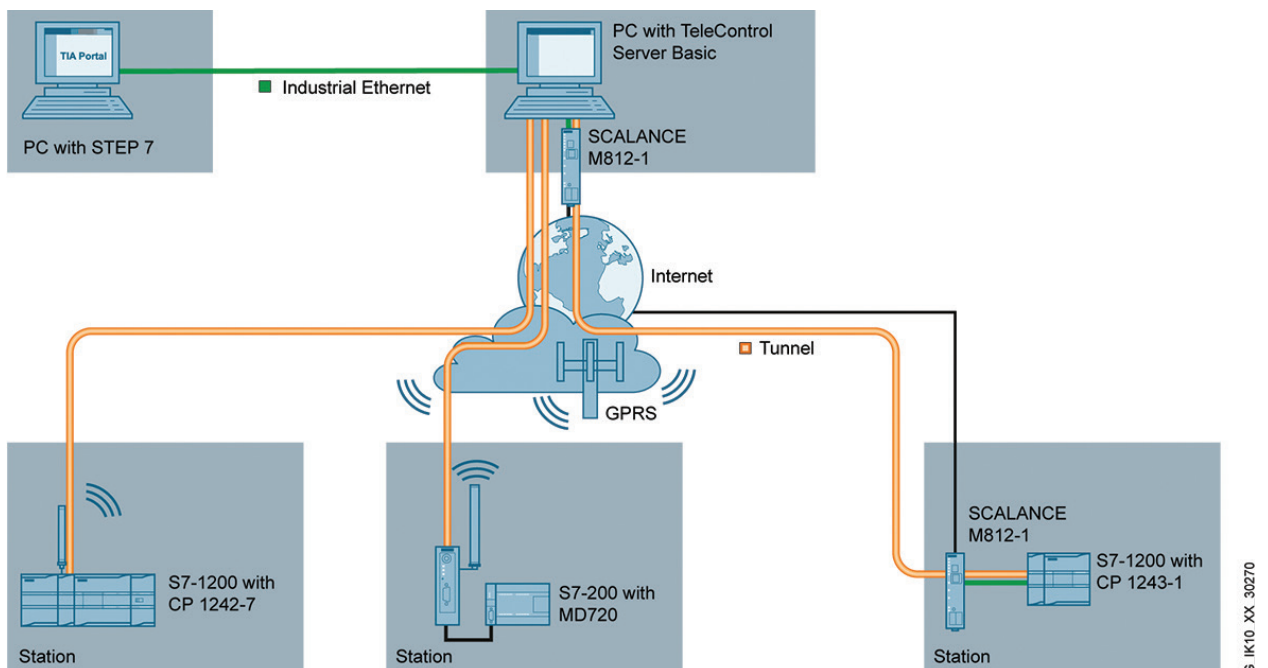 TIA Portal
PC with STEP 7
Industrial Ethernet
PC with TeleControl
Server Basic
SCALANCE
M812-1
Internet
Tunnel
GPRS
S7-1200 with
CP 1242-7
Station
S7-200 with
MD720
Station
SCALANCE
M812-1
S7-1200 with
CP 1243-1
Station
IK10 XX 30270